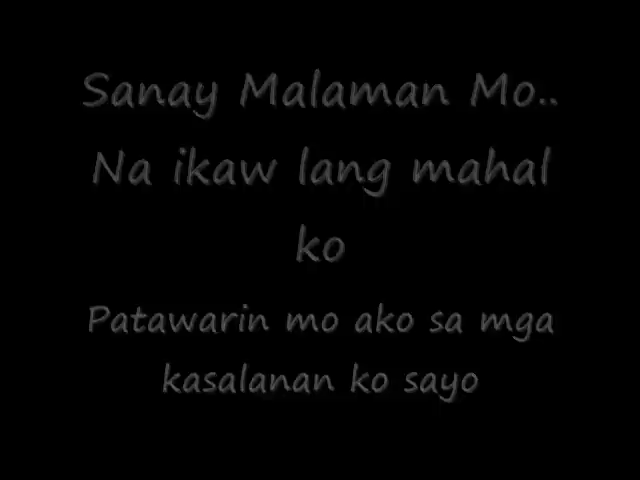 Sanay Malaman Mo..
Na ikaw lang mahal
ko
Patawarin mo ako sa mga
kasalanan ko sayo